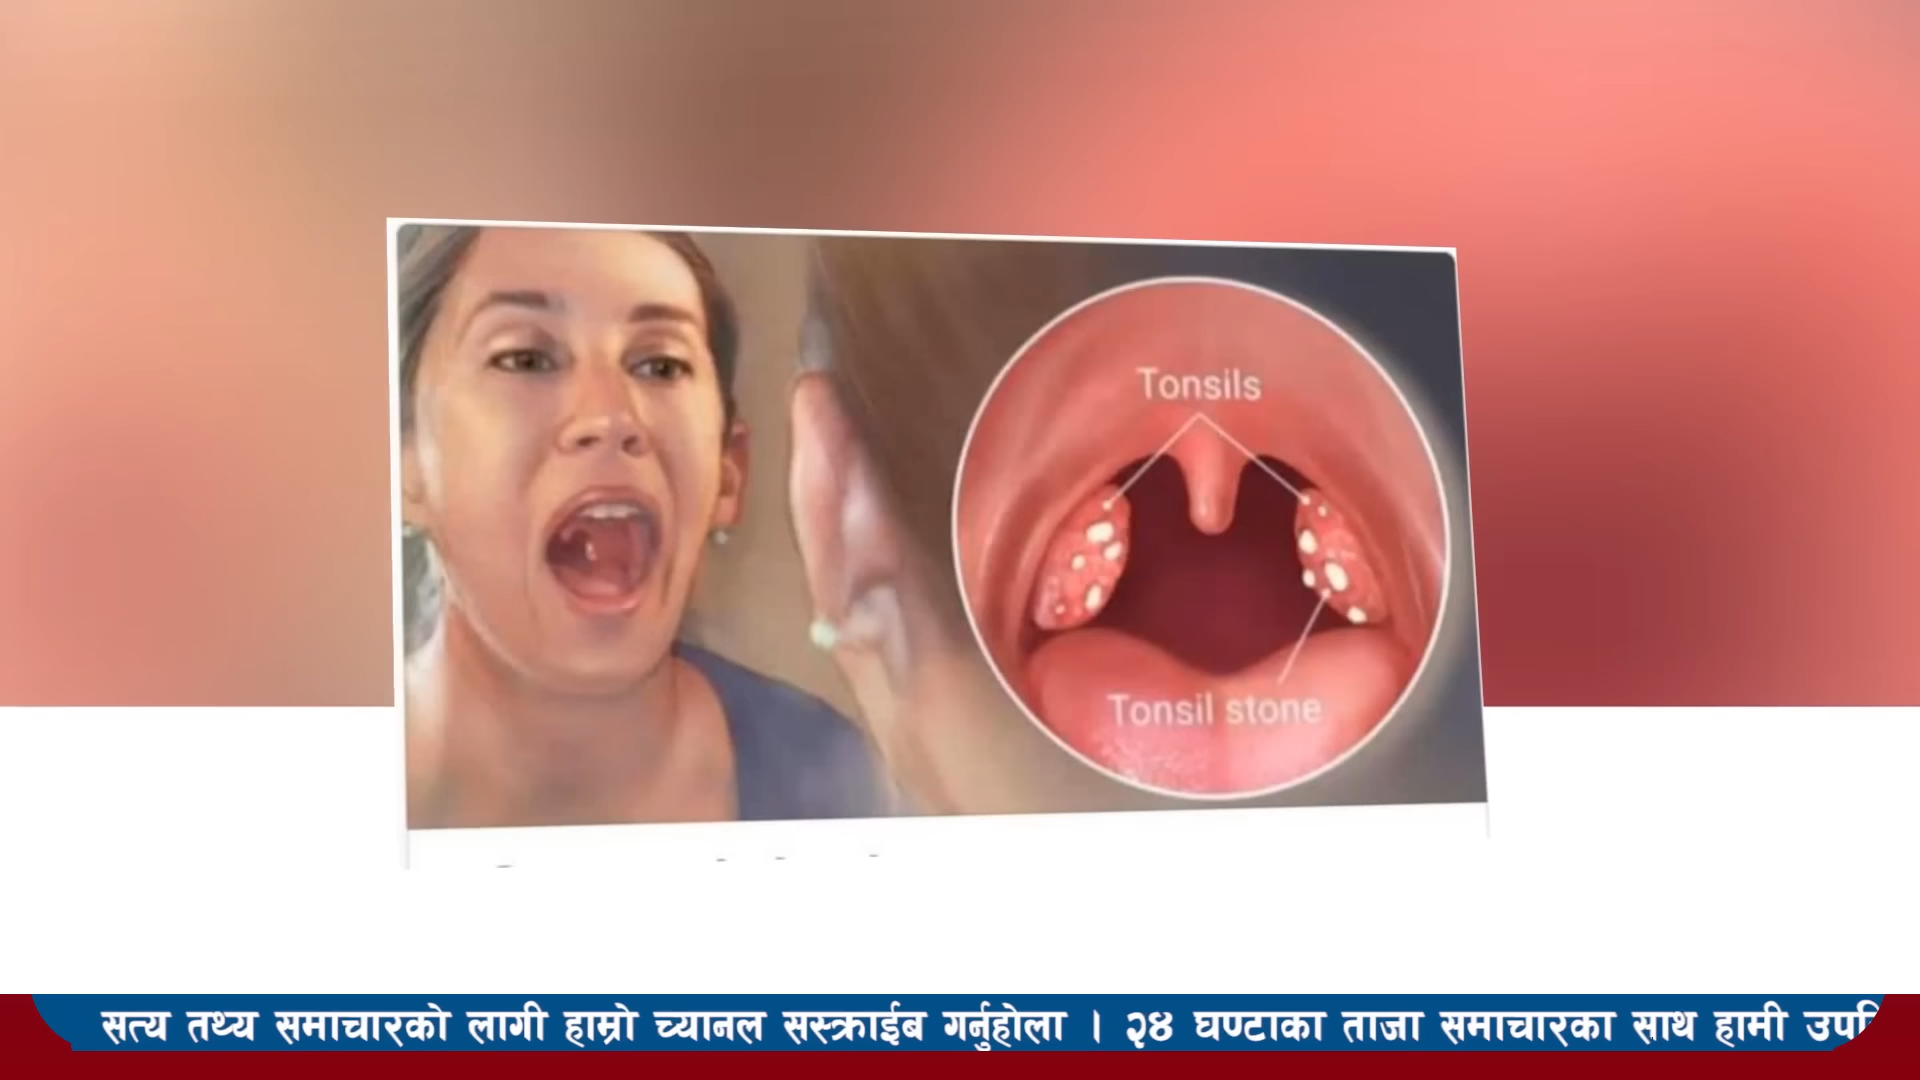 Tonsils
Tonsil stone
सत्य तथ्य समाचारको लागी हाम्रो च्यानल सस्क्राईब गर्नुहोला । २४ घण्टाका ताजा समाचारका साथ हामी